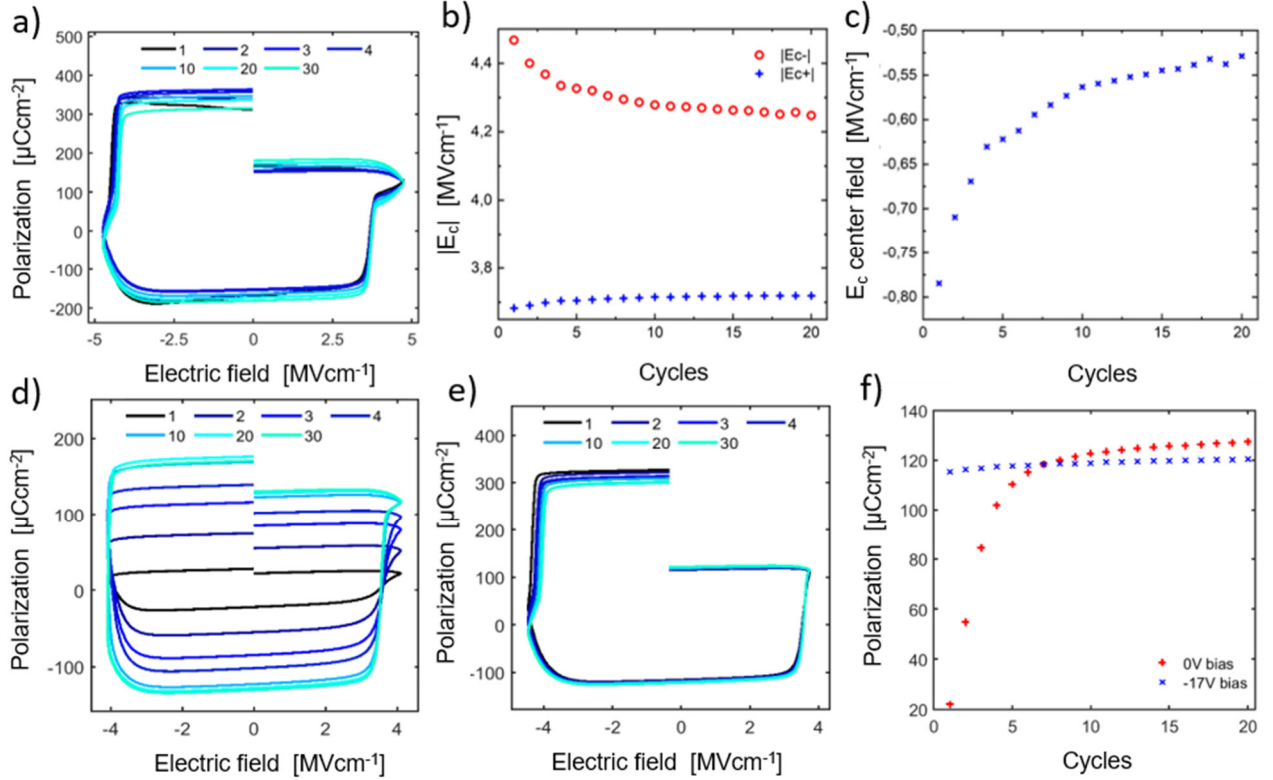 a)
500
400
300
200
100
0
-100
-200
-5
-2.5
0
2.5
5
1 2 3 4
10 20 30
Polarization [µCcm-2]
Electric field [MVcm-1]
b)
4,4
4,2
4,0
3,8
0 5 10 15 20
|Ec-|
|Ec+|
|Ec| [MVcm-1]
Cycles
c)
-0,50
-0,55
-0,60
-0,65
-0,70
-0,75
-0,80
0 5 10 15 20
Ec center field [MVcm-1]
Cycles
d)
200
100
0
-100
-4 -2 0 2 4
1 2 3 4
10 20 30
Polarization [µCcm-2]
Electric field [MVcm-1]
e)
400
300
200
100
0
-100
-4 -2 0 2 4
1 2 3 4
10 20 30
Polarization [µCcm-2]
Electric field [MVcm-1]
f)
140
120
100
80
60
40
20
0 5 10 15 20
0V bias
-17V bias
Polarization [µCcm-2]
Cycles